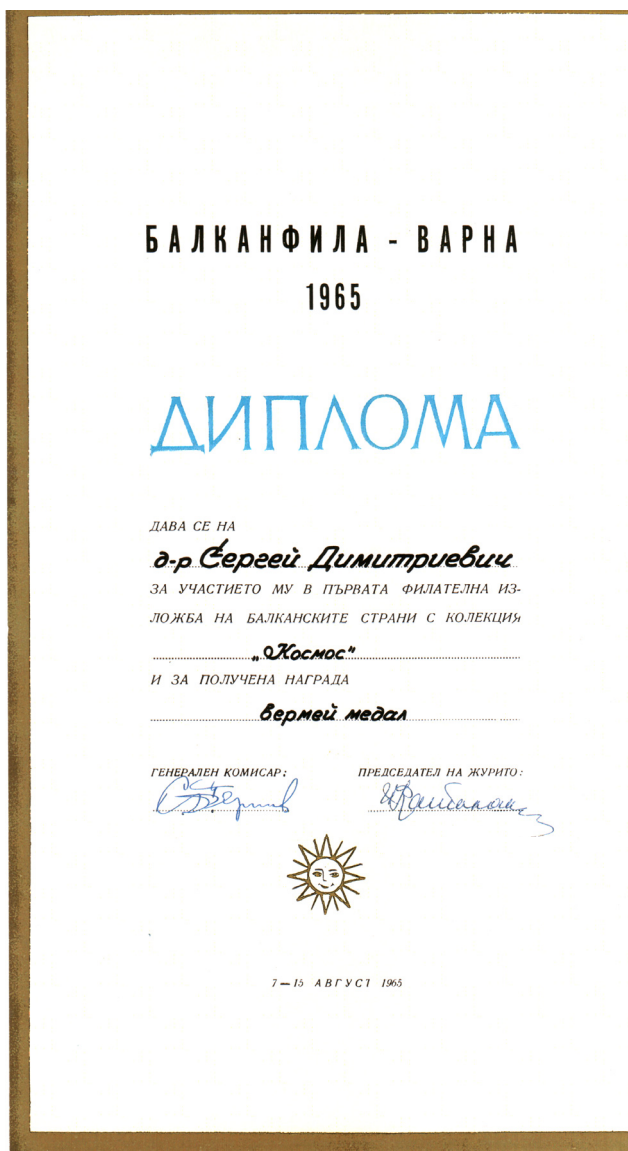 БАЛКАНФИЛА - ВАРНА
1965
ДИПЛОМА
ДАВА СЕ НА
д-р Сергей Димитриевич
ЗА УЧАСТИЕТО МУ В ПЪРВАТА ФИЛАТЕЛНА ИЗ-
ЛОЖБА НА БАЛКАНСКИТЕ СТРАНИ С КОЛЕКЦИЯ
„Космос"
И ЗА ПОЛУЧЕНА НАГРАДА
вермей медал
ГЕНЕРАЛЕН КОМИСАР: ПРЕДСЕДАТЕЛ НА ЖУРИТО:
7—15 АВГУСТ 1965